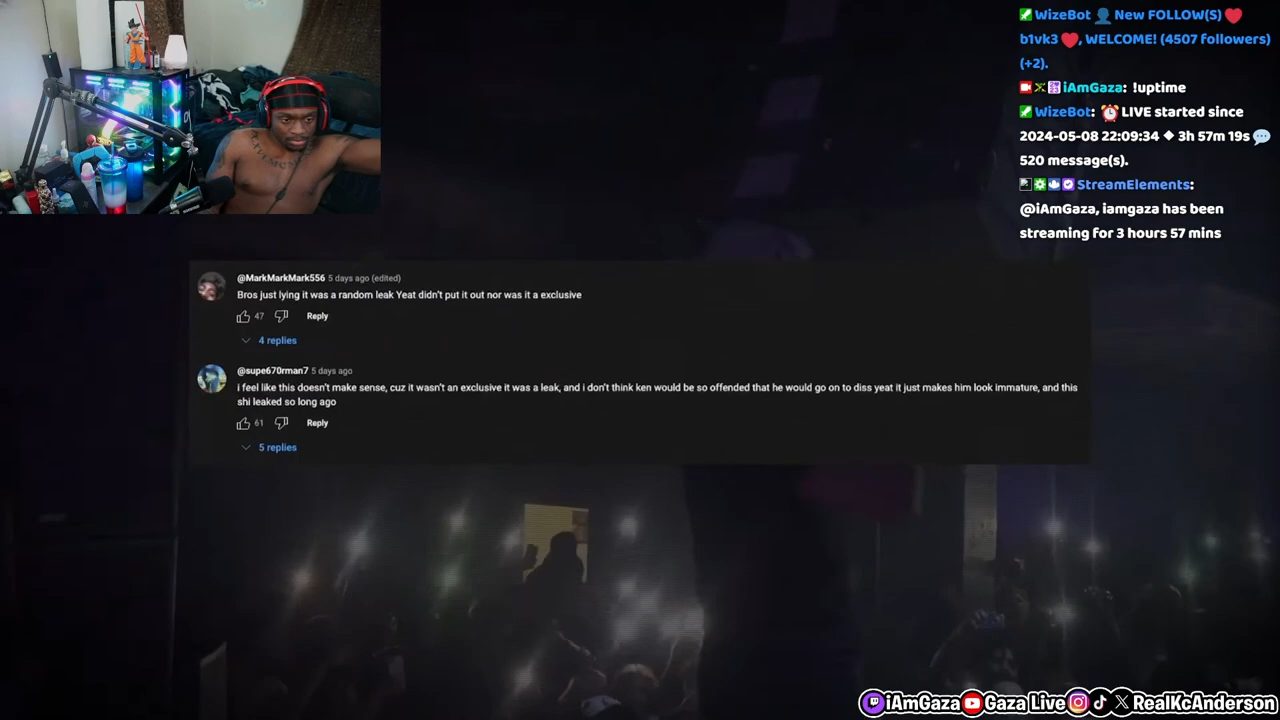 WizeBot 👤 New FOLLOW(S) ❤️
b1vk3 ❤️, WELCOME! (4507 followers)
(+2).
iAmGaza: !uptime
WizeBot: ⏰ LIVE started since
2024-05-08 22:09:34 ◆ 3h 57m 19s 💬
520 message(s).
StreamElements:
@iAmGaza, iamgaza has been
streaming for 3 hours 57 mins
@MarkMarkMark556 5 days ago (edited)
Bros just lying it was a random leak Yeat didn't put it out nor was it a exclusive
47 Reply
4 replies
@supe670rman7 5 days ago
i feel like this doesn't make sense, cuz it wasn't an exclusive it was a leak, and i don't think ken would be so offended that he would go on to diss yeat it just makes him look immature, and this
shi leaked so long ago
61 Reply
5 replies
iAmGaza Gaza Live RealKcAnderson